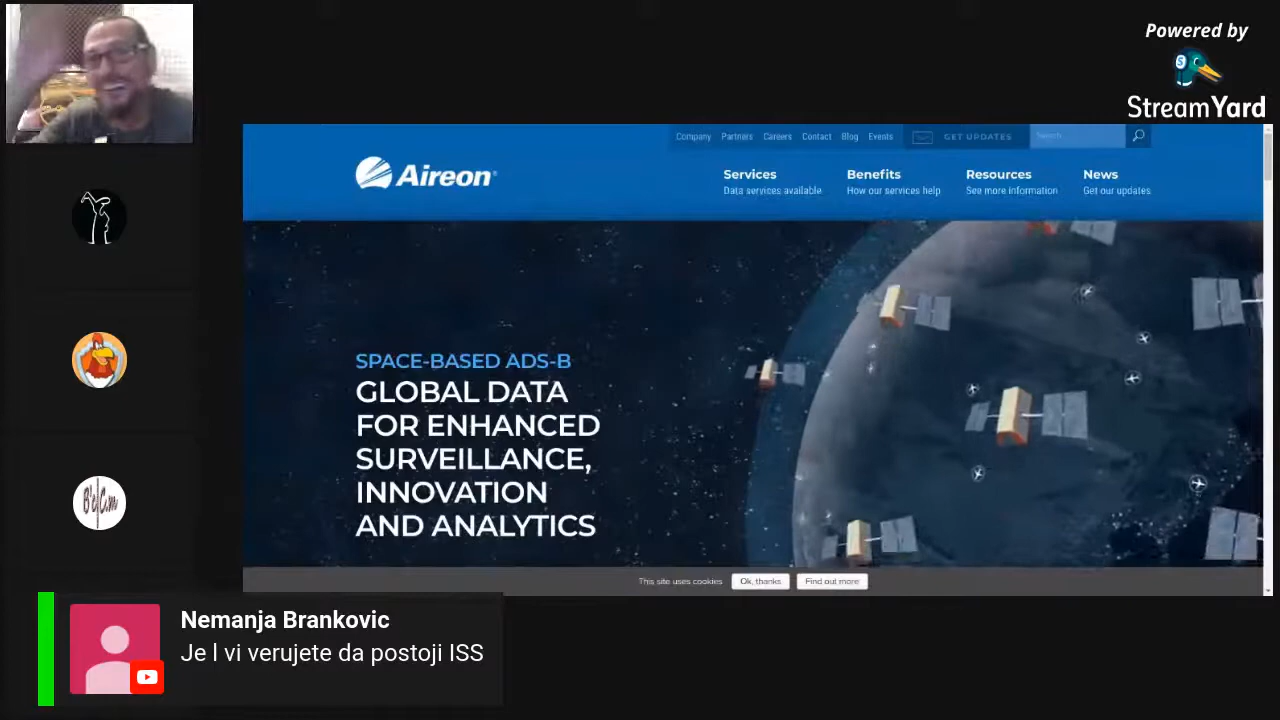 Powered by
StreamYard
Company Partners Careers Contact Blog Events GET UPDATES Search
Aireon
Services Benefits Resources News
Data services available How our services help See more information Get our updates
SPACE-BASED ADS-B
GLOBAL DATA
FOR ENHANCED
SURVEILLANCE,
INNOVATION
AND ANALYTICS
This site uses cookies Ok, thanks Find out more
Nemanja Brankovic
Je l vi verujete da postoji ISS